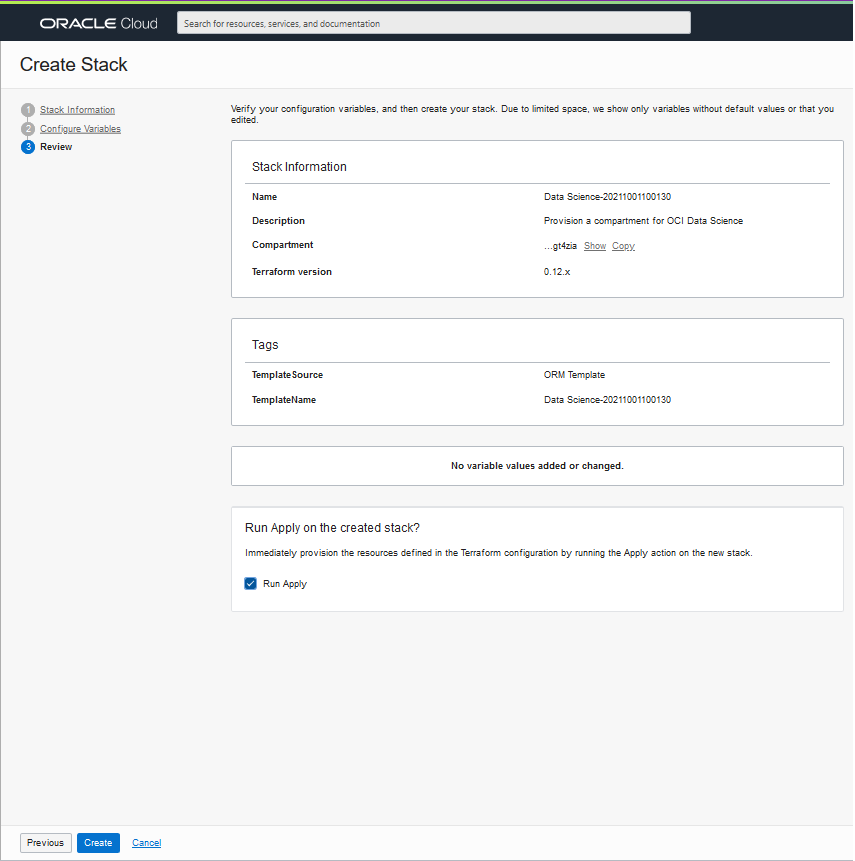 ORACLE Cloud
Search for resources, services, and documentation
Create Stack
1 Stack Information
2 Configure Variables
3 Review
Verify your configuration variables, and then create your stack. Due to limited space, we show only variables without default values or that you
edited.
Stack Information
Name Data Science-20211001100130
Description Provision a compartment for OCI Data Science
Compartment ...gt4zia Show Copy
Terraform version 0.12.x
Tags
TemplateSource ORM Template
TemplateName Data Science-20211001100130
No variable values added or changed.
Run Apply on the created stack?
Immediately provision the resources defined in the Terraform configuration by running the Apply action on the new stack.
Run Apply
Previous Create Cancel